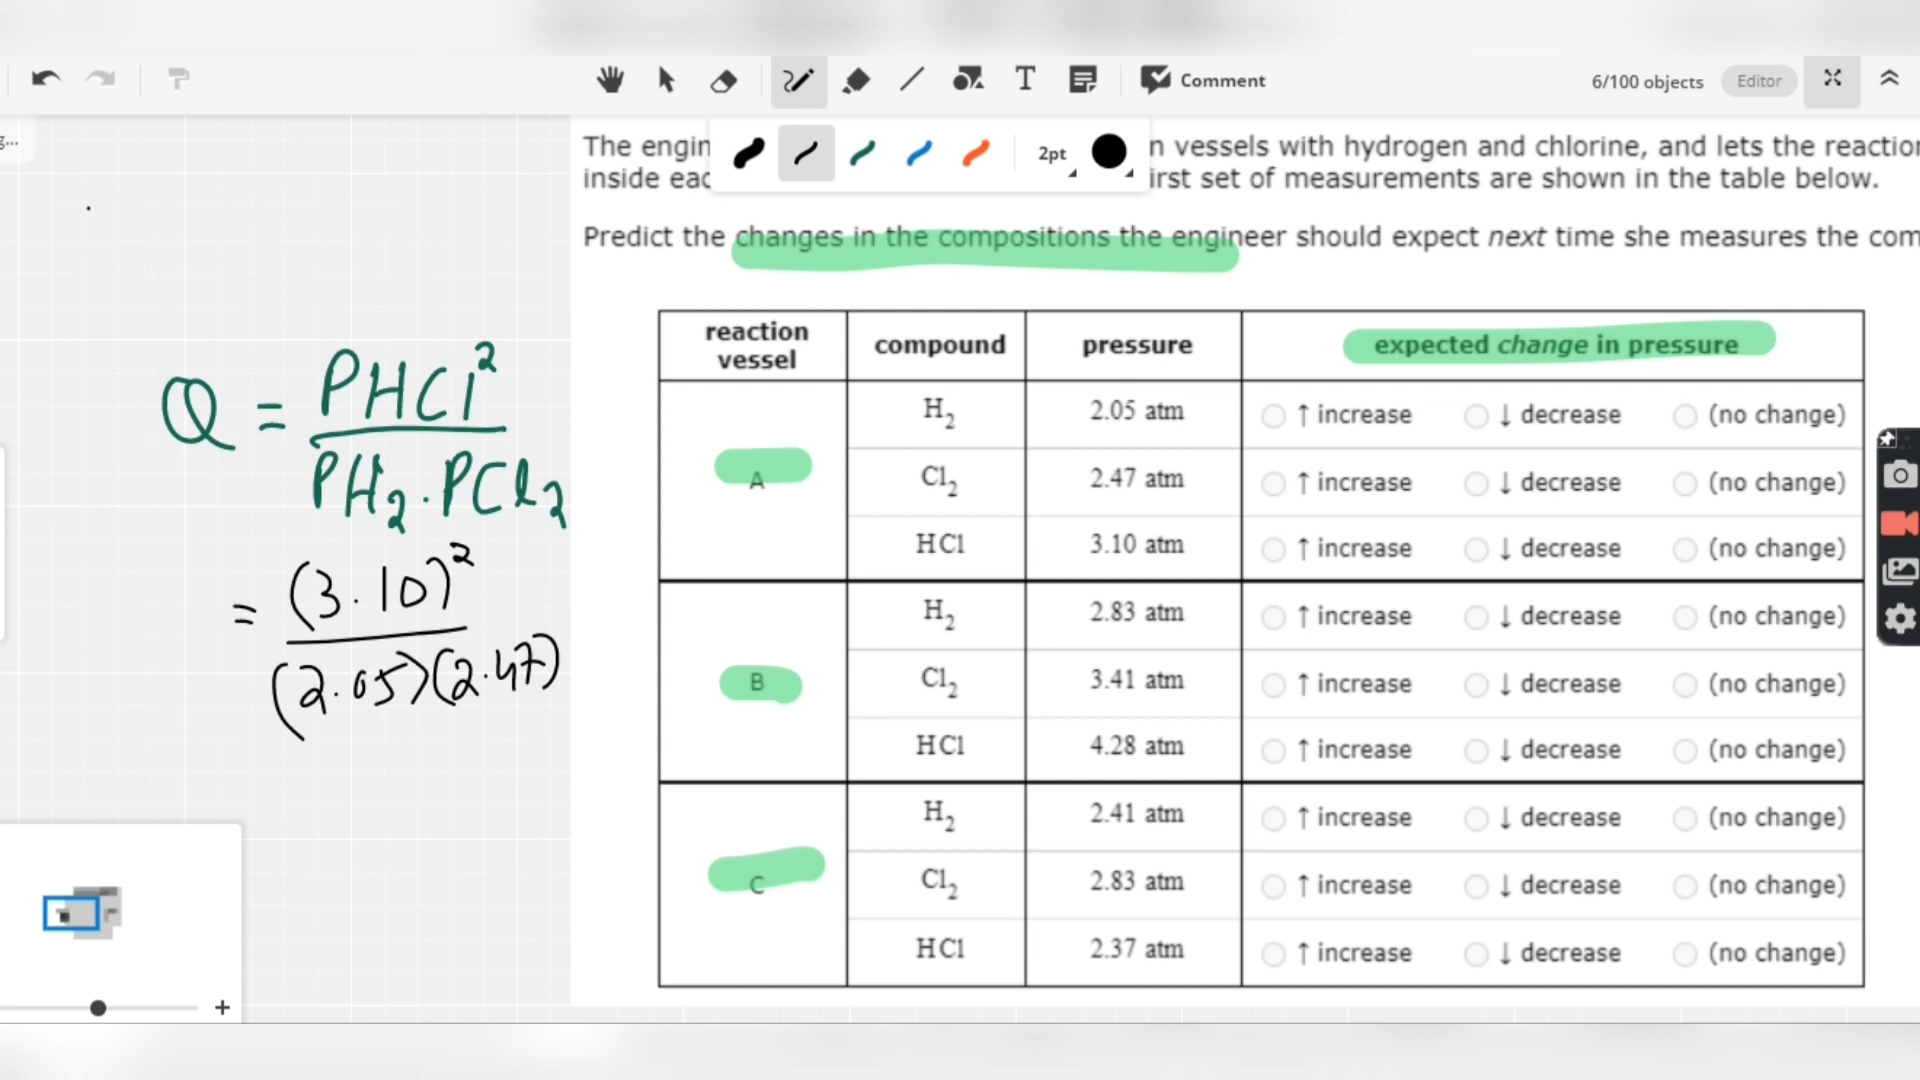 Comment
6/100 objects
Editor
g...
2pt
The engin n vessels with hydrogen and chlorine, and lets the reaction
inside eac irst set of measurements are shown in the table below.
Predict the changes in the compositions the engineer should expect next time she measures the com
reaction vessel compound pressure expected change in pressure
A
H2 2.05 atm ↑ increase ↓ decrease (no change)
Cl2 2.47 atm ↑ increase ↓ decrease (no change)
HCl 3.10 atm ↑ increase ↓ decrease (no change)
B
H2 2.83 atm ↑ increase ↓ decrease (no change)
Cl2 3.41 atm ↑ increase ↓ decrease (no change)
HCl 4.28 atm ↑ increase ↓ decrease (no change)
C
H2 2.41 atm ↑ increase ↓ decrease (no change)
Cl2 2.83 atm ↑ increase ↓ decrease (no change)
HCl 2.37 atm ↑ increase ↓ decrease (no change)
Q = PHCl²
PH2 . PCl2
= (3.10)²
(2.05)(2.47)